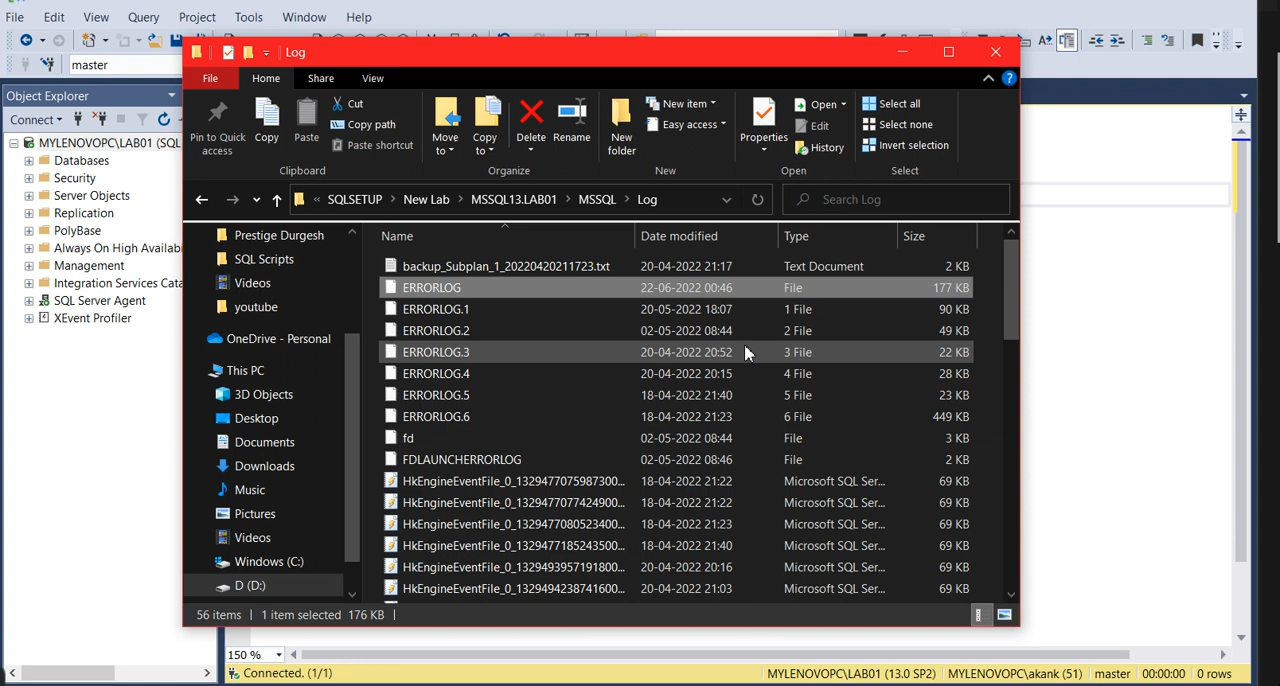 File Edit View Query Project Tools Window Help
master
Object Explorer
Connect
MYLENOVOPC\LAB01 (SQL
Databases
Security
Server Objects
Replication
PolyBase
Always On High Availabi
Management
Integration Services Cata
SQL Server Agent
XEvent Profiler
Log
File Home Share View
Pin to Quick access
Copy
Paste
Cut
Copy path
Paste shortcut
Clipboard
Move to
Copy to
Delete
Rename
Organize
New folder
New item
Easy access
New
Properties
Open
Edit
History
Open
Select all
Select none
Invert selection
Select
« SQLSETUP > New Lab > MSSQL13.LAB01 > MSSQL > Log
Search Log
Prestige Durgesh
SQL Scripts
Videos
youtube
OneDrive - Personal
This PC
3D Objects
Desktop
Documents
Downloads
Music
Pictures
Videos
Windows (C:)
D (D:)
Name Date modified Type Size
backup_Subplan_1_20220420211723.txt 20-04-2022 21:17 Text Document 2 KB
ERRORLOG 22-06-2022 00:46 File 177 KB
ERRORLOG.1 20-05-2022 18:07 1 File 90 KB
ERRORLOG.2 02-05-2022 08:44 2 File 49 KB
ERRORLOG.3 20-04-2022 20:52 3 File 22 KB
ERRORLOG.4 20-04-2022 20:15 4 File 28 KB
ERRORLOG.5 18-04-2022 21:40 5 File 23 KB
ERRORLOG.6 18-04-2022 21:23 6 File 449 KB
fd 02-05-2022 08:44 File 3 KB
FDLAUNCHERRORLOG 02-05-2022 08:46 File 2 KB
HkEngineEventFile_0_1329477075987300... 18-04-2022 21:22 Microsoft SQL Ser... 69 KB
HkEngineEventFile_0_1329477077424900... 18-04-2022 21:22 Microsoft SQL Ser... 69 KB
HkEngineEventFile_0_1329477080523400... 18-04-2022 21:23 Microsoft SQL Ser... 69 KB
HkEngineEventFile_0_1329477185243500... 18-04-2022 21:40 Microsoft SQL Ser... 69 KB
HkEngineEventFile_0_1329493957191800... 20-04-2022 20:16 Microsoft SQL Ser... 69 KB
HkEngineEventFile_0_1329494238741600... 20-04-2022 21:03 Microsoft SQL Ser... 69 KB
56 items 1 item selected 176 KB
150 %
Connected. (1/1) MYLENOVOPC\LAB01 (13.0 SP2) MYLENOVOPC\akank (51) master 00:00:00 0 rows